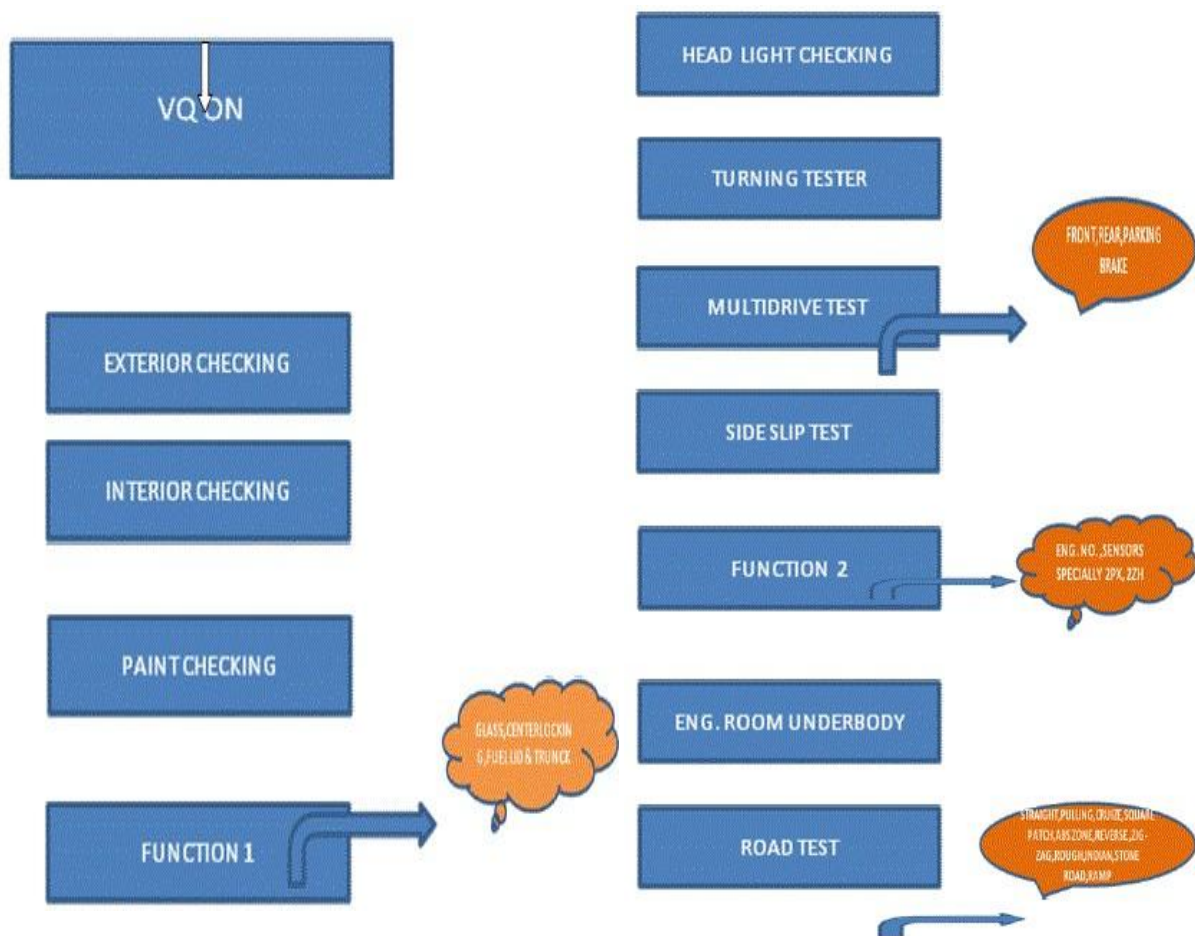 VQ ON
EXTERIOR CHECKING
INTERIOR CHECKING
PAINT CHECKING
FUNCTION 1
GLASS,CENTERLOCKIN
G,FUEL LID & TRUNCK
HEAD LIGHT CHECKING
TURNING TESTER
MULTIDRIVE TEST
FRONT,REAR,PARKING
BRAKE
SIDE SLIP TEST
FUNCTION 2
ENG. NO. ,SENSORS
SPECIALLY 2PX, 2ZH
ENG. ROOM UNDERBODY
ROAD TEST
STRAIGHT,PULLING,CRUIZE,SQUARE
PATCH,ABS ZONE,REVERSE,ZIG-
ZAG,ROUGH,INDIAN,STONE
ROAD,RAMP